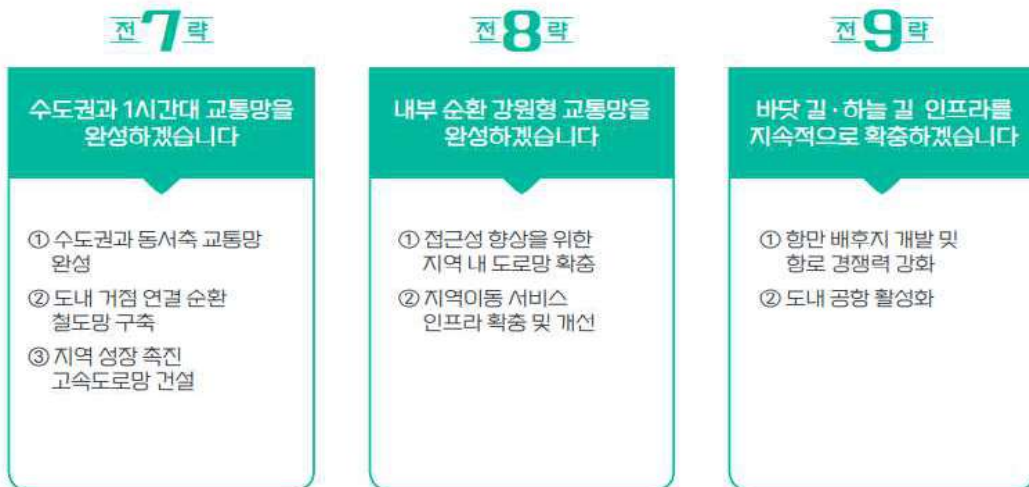 전7략
수도권과 1시간대 교통망을
완성하겠습니다
① 수도권과 동서축 교통망
완성
② 도내 거점 연결 순환
철도망 구축
③ 지역 성장 촉진
고속도로망 건설
전8략
내부 순환 강원형 교통망을
완성하겠습니다
① 접근성 향상을 위한
지역 내 도로망 확충
② 지역이동 서비스
인프라 확충 및 개선
전9략
바닷 길·하늘 길 인프라를
지속적으로 확충하겠습니다
① 항만 배후지 개발 및
항로 경쟁력 강화
② 도내 공항 활성화